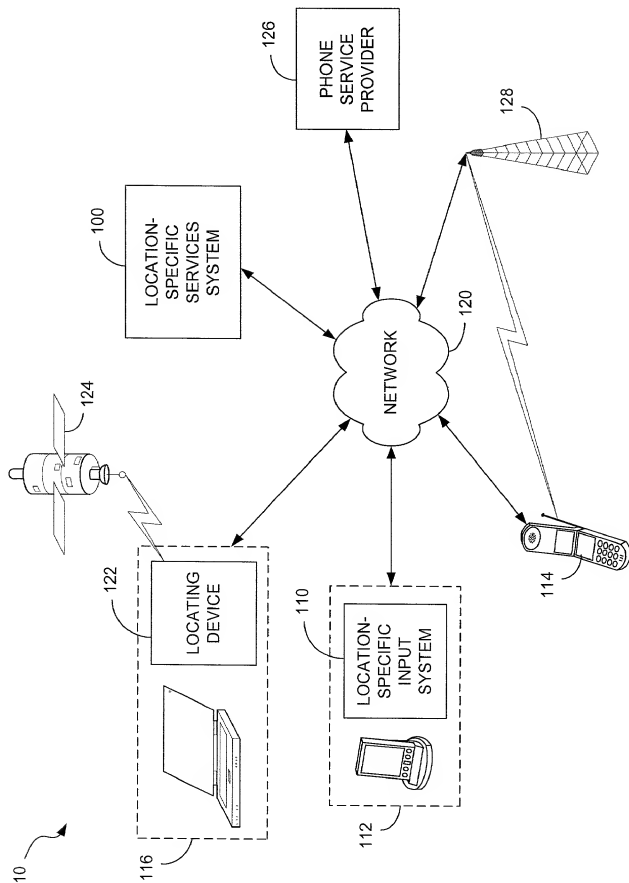 10
116
122
LOCATING
DEVICE
124
100
LOCATION-
SPECIFIC
SERVICES
SYSTEM
126
PHONE
SERVICE
PROVIDER
112
110
LOCATION-
SPECIFIC
INPUT
SYSTEM
NETWORK
120
114
128